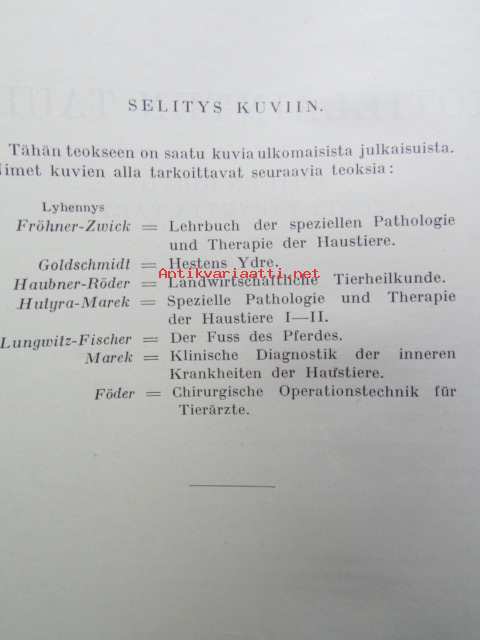 SELITYS KUVIIN.
Tähän teokseen on saatu kuvia ulkomaisista julkaisuista.
Nimet kuvien alla tarkoittavat seuraavia teoksia:
Lyhennys
Fröhner-Zwick = Lehrbuch der speziellen Pathologie
und Therapie der Haustiere.
Goldschmidt = Hestens Ydre.
Antikvariaatti.net
Haubner-Röder = Landwirtschaftliche Tierheilkunde.
Hutyra-Marek = Spezielle Pathologie und Therapie
der Haustiere I—II.
Lungwitz-Fischer = Der Fuss des Pferdes.
Marek = Klinische Diagnostik der inneren
Krankheiten der Haustiere.
Föder = Chirurgische Operationstechnik für
Tierärzte.